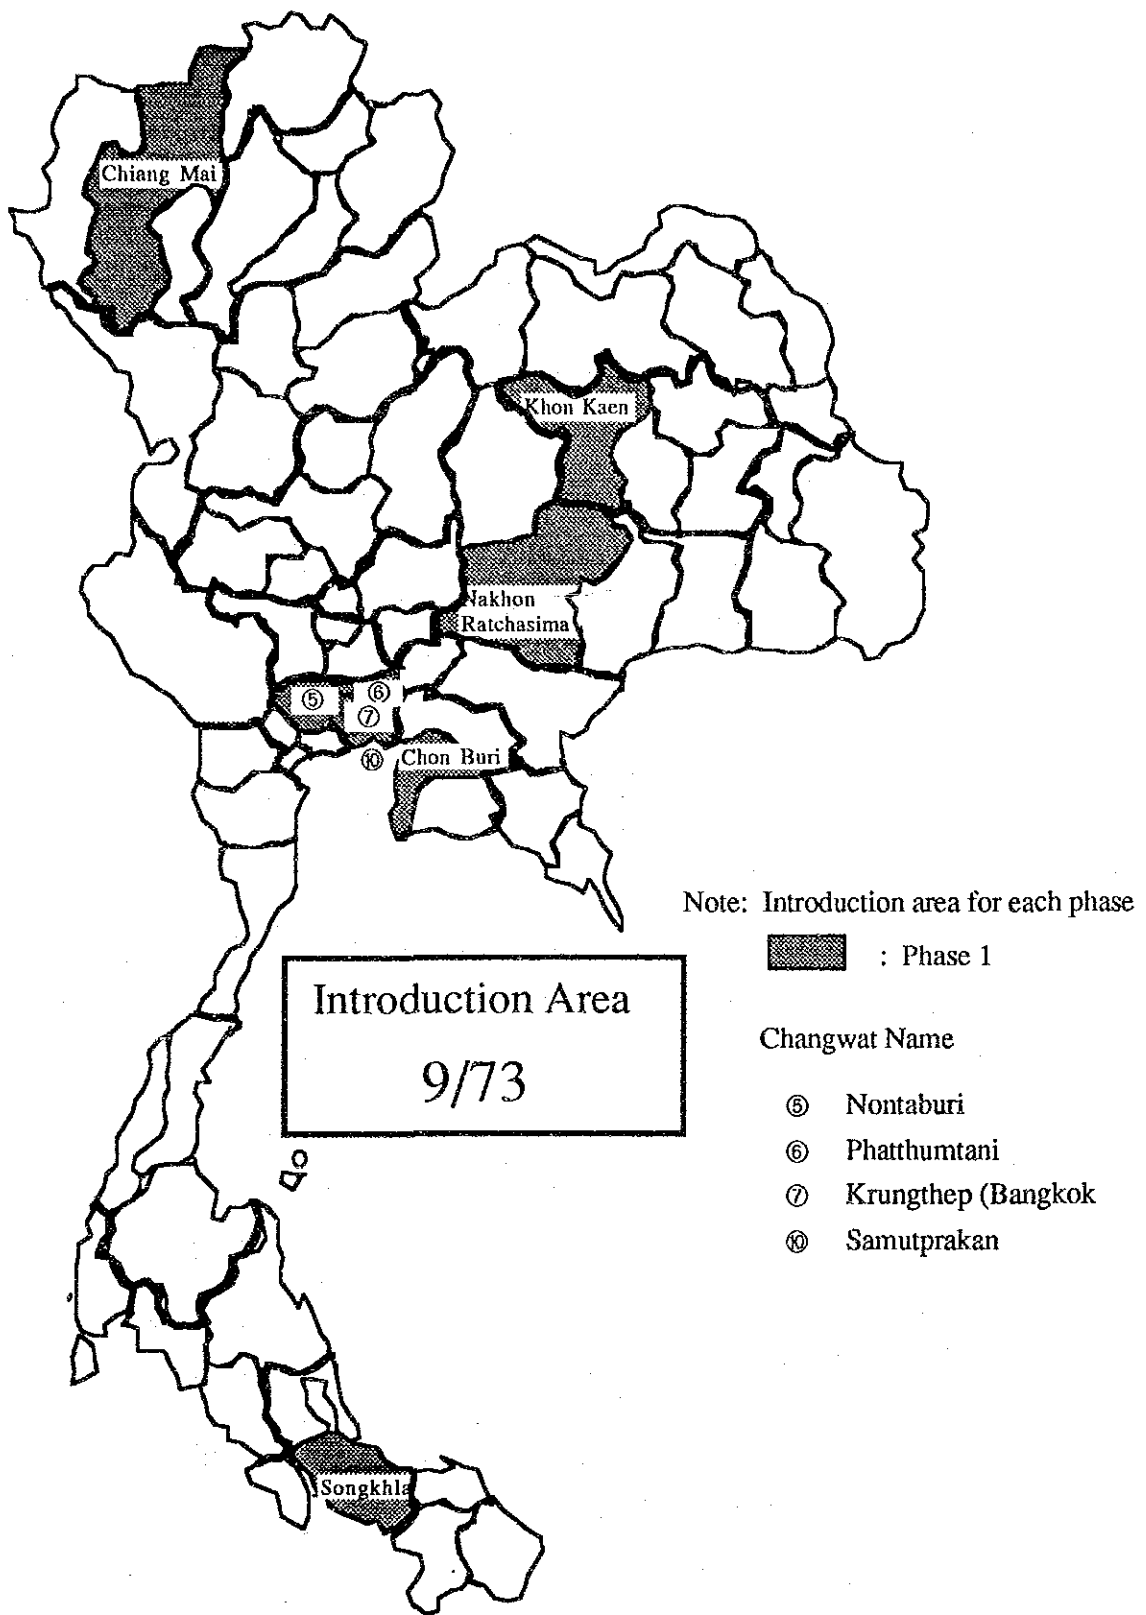 Chiang Mai
Khon Kaen
Nakhon
Ratchasima
⑤
⑥
⑦
⑩
Chon Buri
Note: Introduction area for each phase
: Phase 1
Introduction Area
9/73
Changwat Name
⑤ Nontaburi
⑥ Phatthumtani
⑦ Krungthep (Bangkok
⑩ Samutprakan
Songkhla